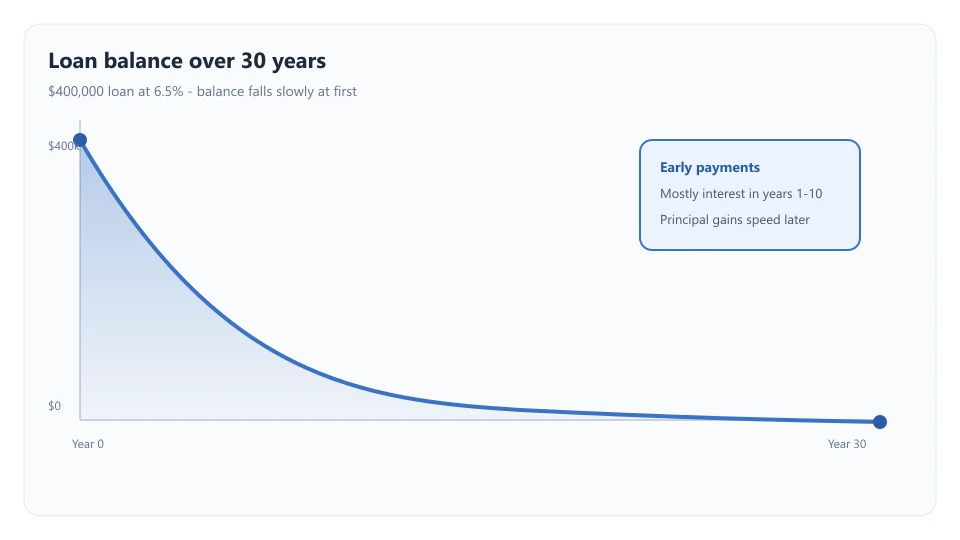 Loan balance over 30 years
$400,000 loan at 6.5% - balance falls slowly at first
$400k
Early payments
Mostly interest in years 1-10
Principal gains speed later
$0
Year 0
Year 30